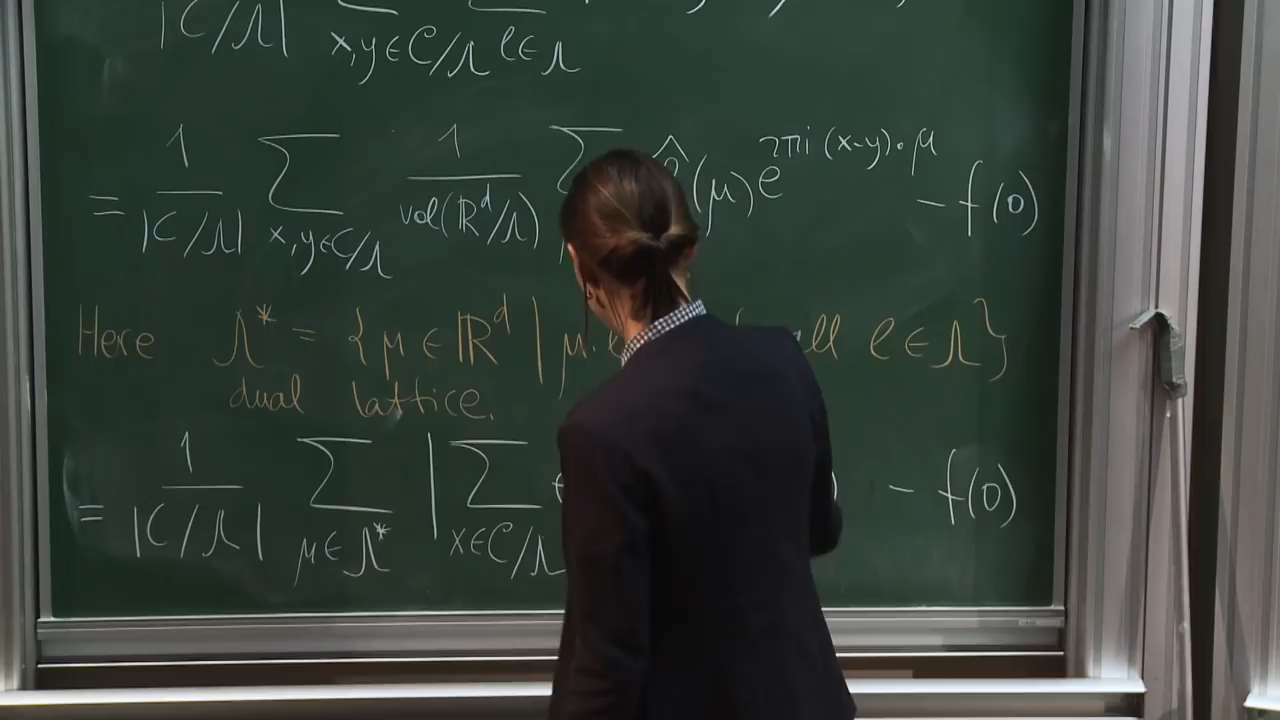 |C/Λ| x,y∈C/Λ ℓ∈Λ
= 1/|C/Λ| ∑ x,y∈C/Λ 1/vol(ℝ^d/Λ) ∑ (μ) e^{2πi(x-y)·μ} - f(0)
Here Λ* = {μ∈ℝ^d | μ· all ℓ∈Λ}
dual lattice.
= 1/|C/Λ| ∑ μ∈Λ* | ∑ x∈C/Λ - f(0)